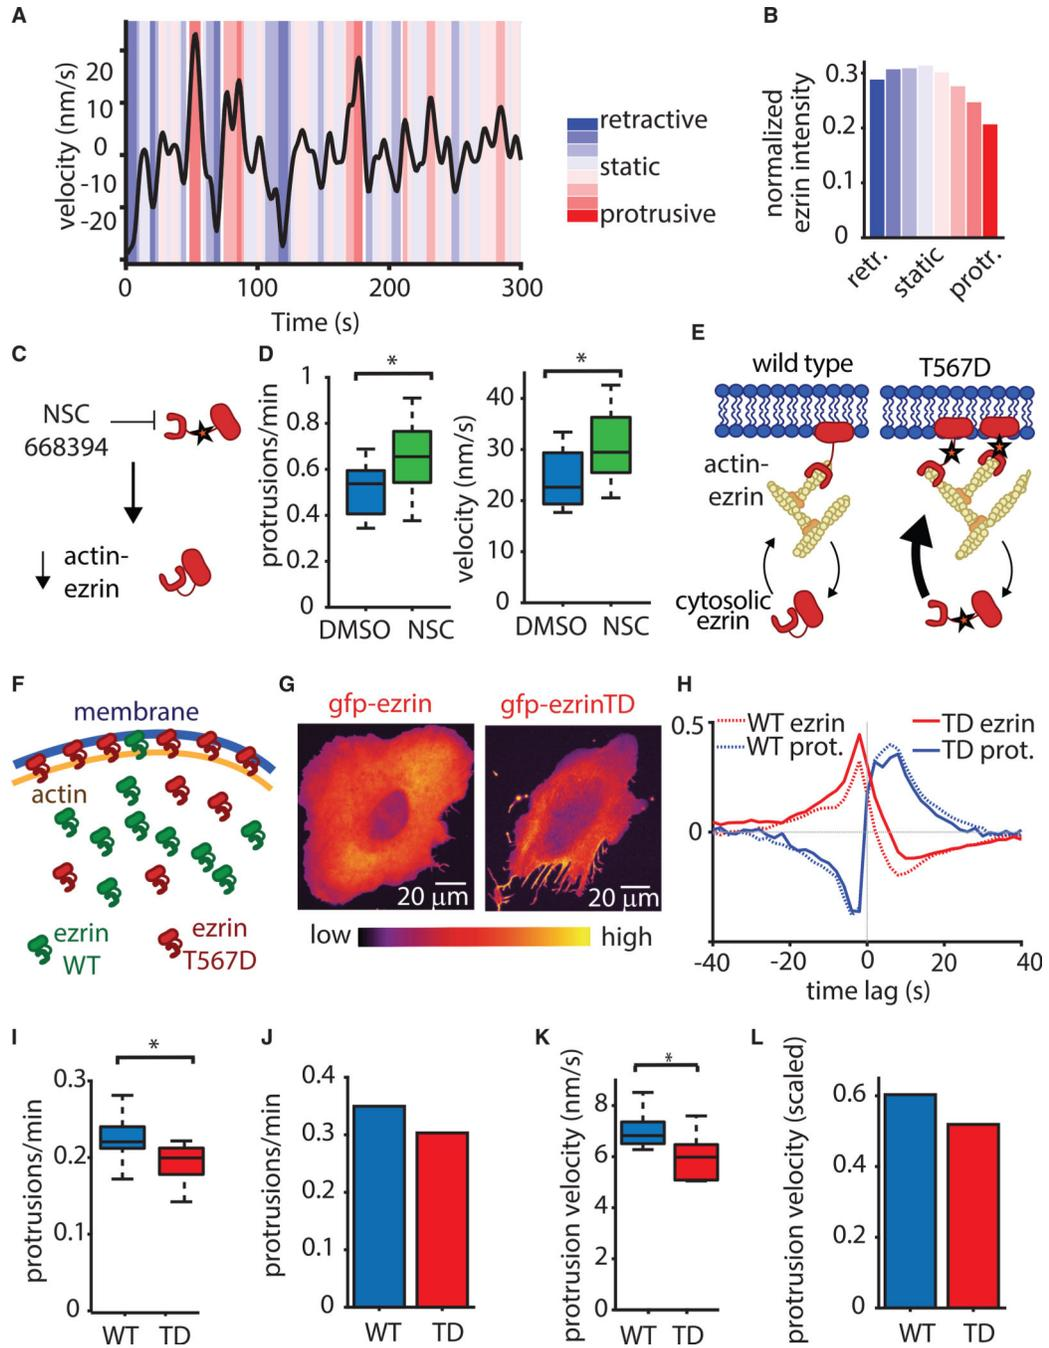 A
velocity (nm/s)
20
10
0
-10
-20
0
100
200
300
Time (s)
retractive
static
protrusive
B
normalized
ezrin intensity
0.3
0.2
0.1
0
retr.
static
protr.
C
NSC
668394
actin-
ezrin
D
protrusions/min
1
0.8
0.6
0.4
0.2
0
DMSO
NSC
*
velocity (nm/s)
40
30
20
10
0
DMSO
NSC
*
E
wild type
T567D
actin-
ezrin
cytosolic
ezrin
F
membrane
actin
ezrin
WT
ezrin
T567D
G
gfp-ezrin
gfp-ezrinTD
20 µm
20 µm
low
high
H
0.5
0
WT ezrin
WT prot.
TD ezrin
TD prot.
-40
-20
0
20
40
time lag (s)
I
protrusions/min
0.3
0.2
0.1
0
*
WT
TD
J
protrusions/min
0.4
0.3
0.2
0.1
0
WT
TD
K
protrusion velocity (nm/s)
8
6
4
2
0
*
WT
TD
L
protrusion velocity (scaled)
0.6
0.4
0.2
0
WT
TD